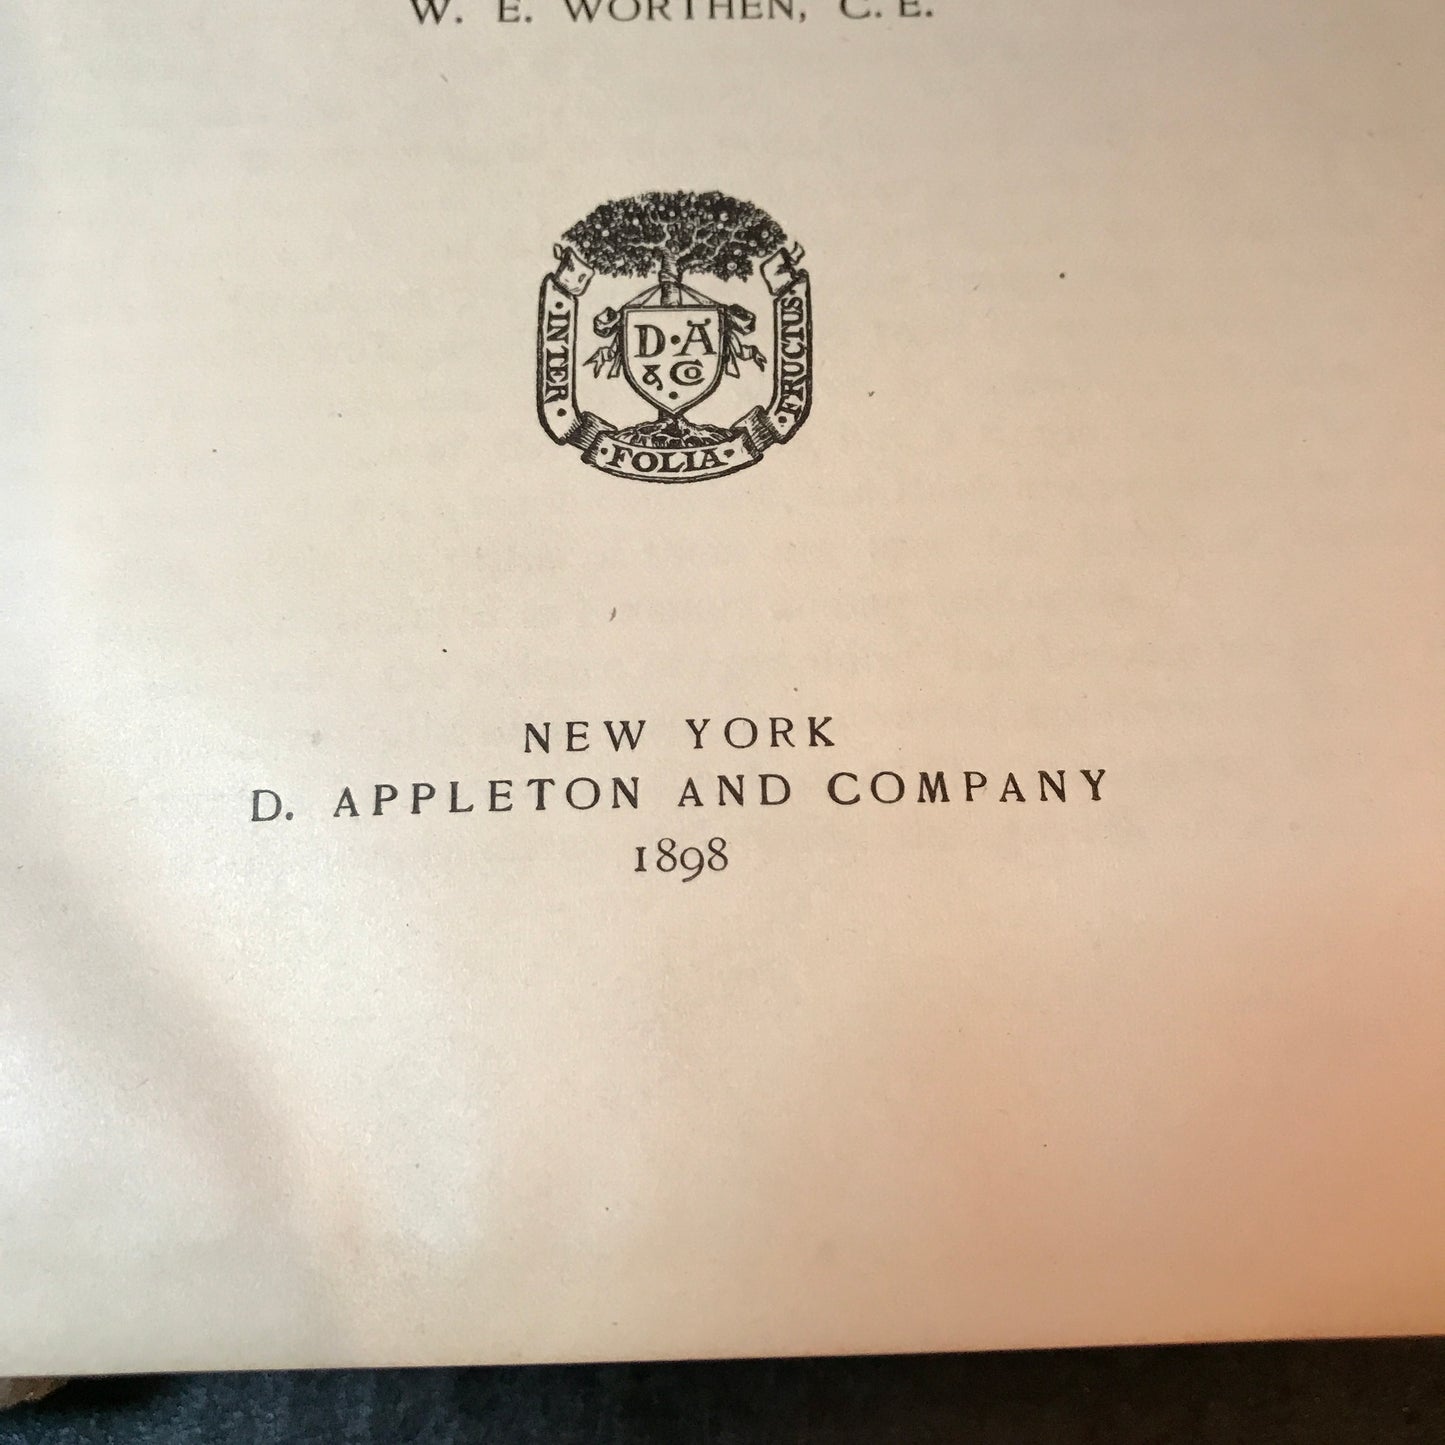 W. E. WORTHEN, C. E.
D. A
& Co
·INTER·
·FOLIA·
·FRUCTUS·
NEW YORK
D. APPLETON AND COMPANY
1898